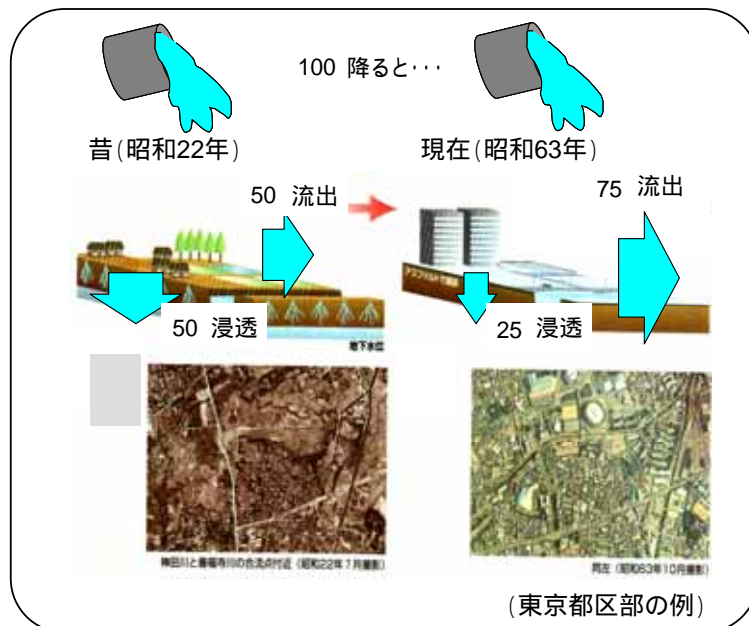 100 降ると･･･
昔(昭和22年)
現在(昭和63年)
50 流出
75 流出
50 浸透
25 浸透
地下水位
神田川と善福寺川の合流点付近（昭和22年7月撮影）
同左（昭和63年10月撮影）
(東京都区部の例)